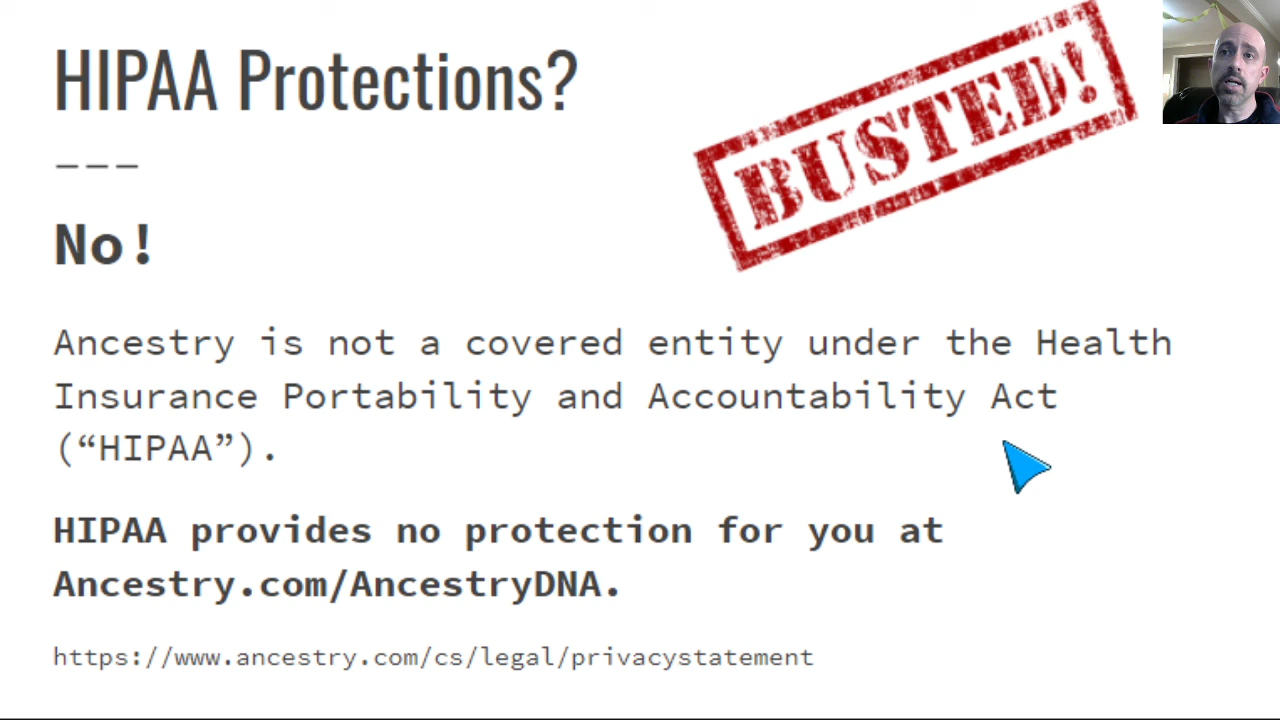 HIPAA Protections?
BUSTED!
---
No!
Ancestry is not a covered entity under the Health
Insurance Portability and Accountability Act
(“HIPAA”).
HIPAA provides no protection for you at
Ancestry.com/AncestryDNA.
https://www.ancestry.com/cs/legal/privacystatement